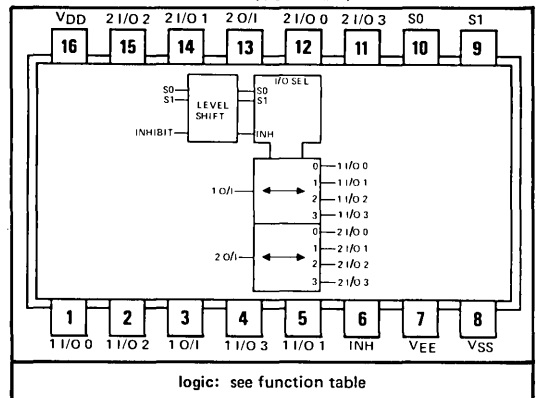 VDD 2 I/O 2 2 I/O 1 2 O/I 2 I/O 0 2 I/O 3 S0 S1
16 15 14 13 12 11 10 9
I/O SEL
S0 S0
S1 LEVEL S1
SHIFT
INHIBIT INH
0 1 I/O 0
1 1 I/O 1
1 O/I 2 1 I/O 2
3 1 I/O 3
0 2 I/O 0
1 2 I/O 1
2 O/I 2 2 I/O 2
3 2 I/O 3
1 2 3 4 5 6 7 8
1 I/O 0 1 I/O 2 1 O/I 1 I/O 3 1 I/O 1 INH VEE VSS
logic: see function table